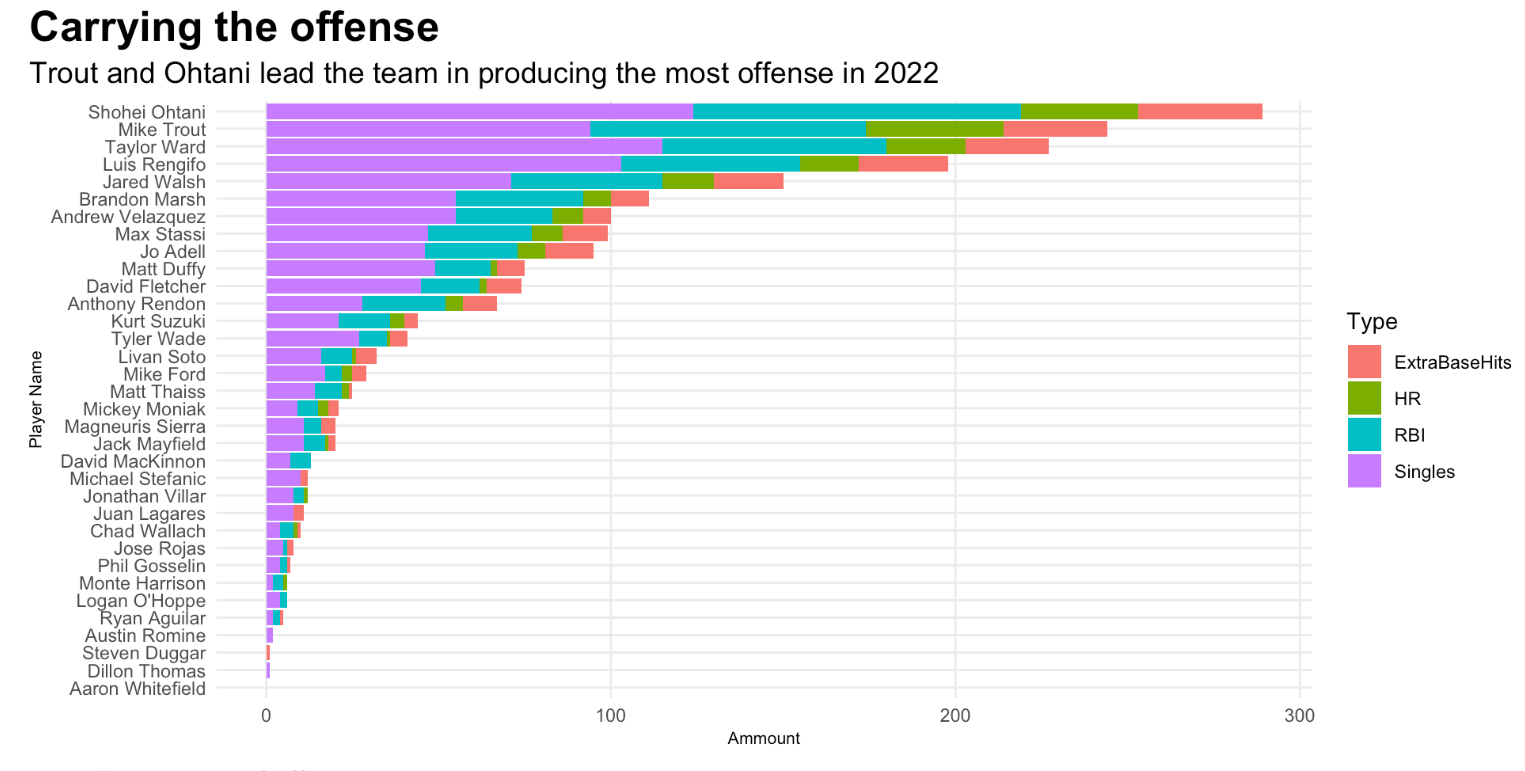 Carrying the offense
Trout and Ohtani lead the team in producing the most offense in 2022
Shohei Ohtani
Mike Trout
Taylor Ward
Luis Rengifo
Jared Walsh
Brandon Marsh
Andrew Velazquez
Max Stassi
Jo Adell
Matt Duffy
David Fletcher
Anthony Rendon
Kurt Suzuki
Tyler Wade
Livan Soto
Mike Ford
Matt Thaiss
Mickey Moniak
Magneuris Sierra
Jack Mayfield
David MacKinnon
Michael Stefanic
Jonathan Villar
Juan Lagares
Chad Wallach
Jose Rojas
Phil Gosselin
Monte Harrison
Logan O'Hoppe
Ryan Aguilar
Austin Romine
Steven Duggar
Dillon Thomas
Aaron Whitefield
Player Name
0 100 200 300
Ammount
Type
ExtraBaseHits
HR
RBI
Singles